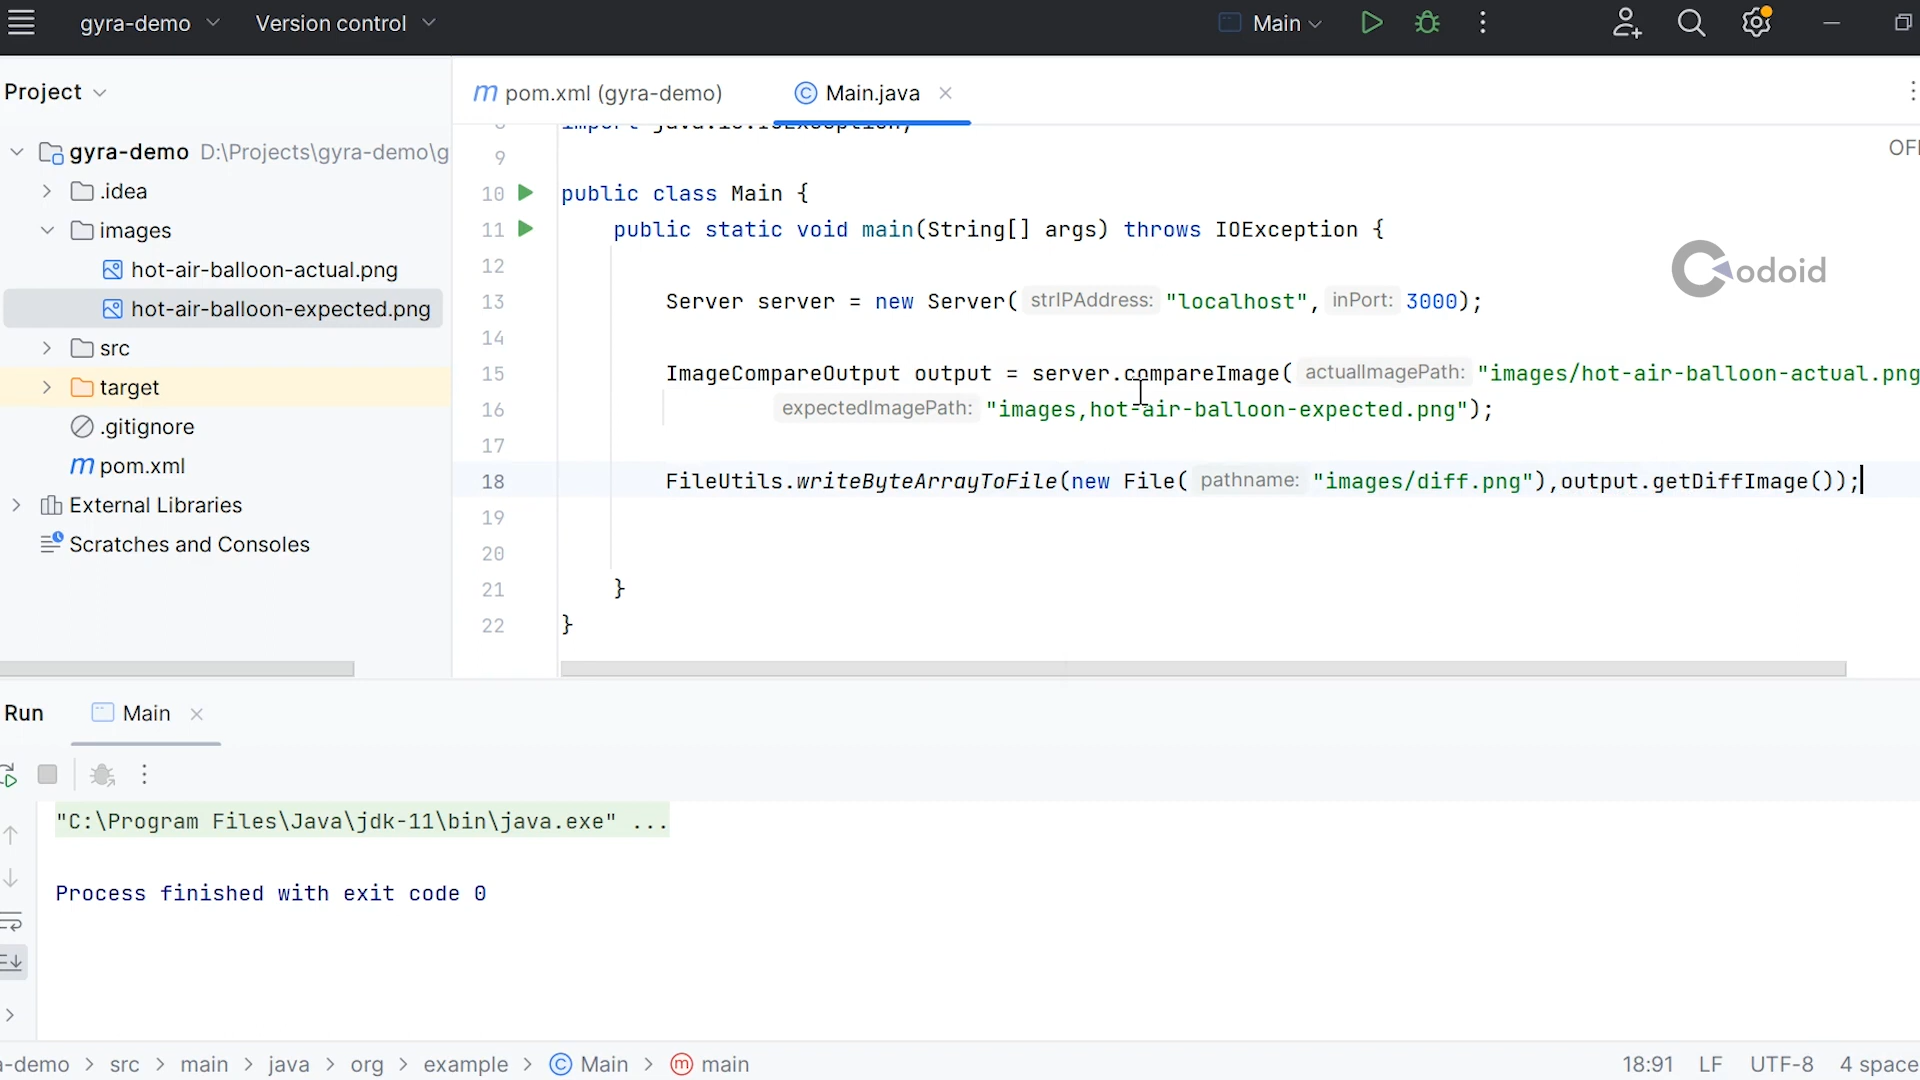 gyra-demo
Version control
Main
Project
pom.xml (gyra-demo)
Main.java
gyra-demo D:\Projects\gyra-demo\g
.idea
images
hot-air-balloon-actual.png
hot-air-balloon-expected.png
src
target
.gitignore
m pom.xml
External Libraries
Scratches and Consoles
import java.io.IOException;
9
10 public class Main {
11 public static void main(String[] args) throws IOException {
12
13 Server server = new Server( strIPAddress: "localhost", inPort: 3000);
14
15 ImageCompareOutput output = server.compareImage( actualImagePath: "images/hot-air-balloon-actual.png
16 expectedImagePath: "images,hot-air-balloon-expected.png");
17
18 FileUtils.writeByteArrayToFile(new File( pathname: "images/diff.png"),output.getDiffImage());
19
20
21 }
22 }
OFF
Codoid
Run
Main
"C:\Program Files\Java\jdk-11\bin\java.exe" ...
Process finished with exit code 0
a-demo > src > main > java > org > example > Main > main
18:91 LF UTF-8 4 space